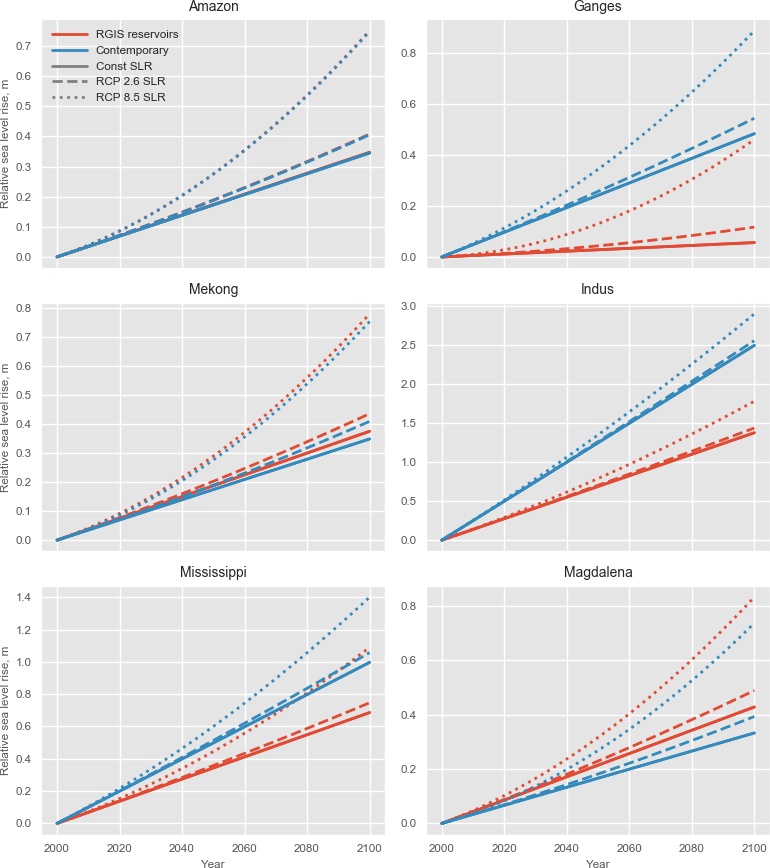 Amazon
Ganges
RGIS reservoirs
Contemporary
Const SLR
RCP 2.6 SLR
RCP 8.5 SLR
Relative sea level rise, m
0.7
0.6
0.5
0.4
0.3
0.2
0.1
0.0
0.8
0.6
0.4
0.2
0.0
Mekong
Indus
Relative sea level rise, m
0.8
0.7
0.6
0.5
0.4
0.3
0.2
0.1
0.0
3.0
2.5
2.0
1.5
1.0
0.5
0.0
Mississippi
Magdalena
Relative sea level rise, m
1.4
1.2
1.0
0.8
0.6
0.4
0.2
0.0
0.8
0.6
0.4
0.2
0.0
2000 2020 2040 2060 2080 2100
2000 2020 2040 2060 2080 2100
Year
Year